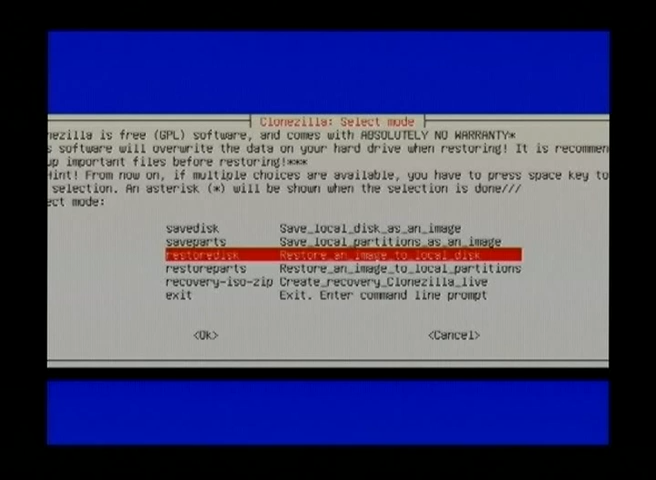 Clonezilla: Select mode
nezilla is free (GPL) software, and comes with ABSOLUTELY NO WARRANTY*
s software will overwrite the data on your hard drive when restoring! It is recommen
up important files before restoring!***
Hint! From now on, if multiple choices are available, you have to press space key to
selection. An asterisk (*) will be shown when the selection is done///
ect mode:
savedisk Save_local_disk_as_an_image
saveparts Save_local_partitions_as_an_image
restoredisk Restore_an_image_to_local_disk
restoreparts Restore_an_image_to_local_partitions
recovery-iso-zip Create_recovery_Clonezilla_live
exit Exit. Enter command line prompt
<Ok> <Cancel>